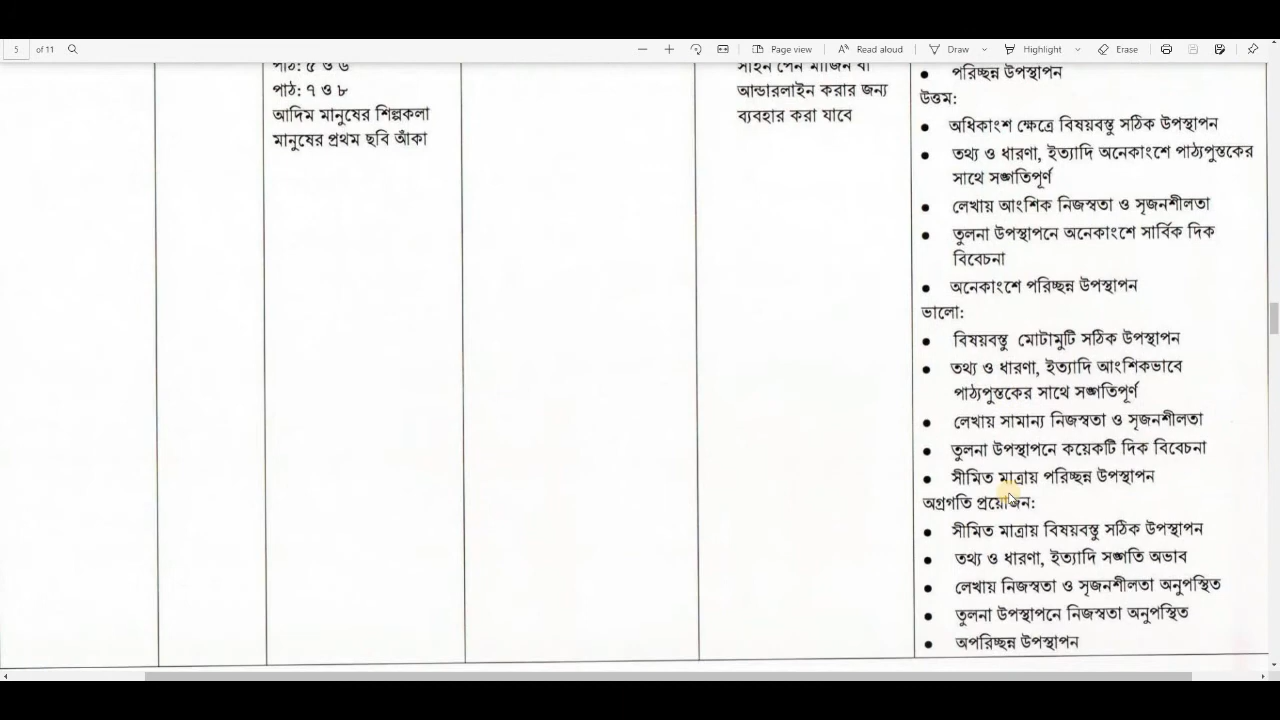 5 of 11
Page view
Read aloud
Draw
Highlight
Erase
পাঠ: ৫ ও ৬
পাঠ: ৭ ও ৮
আদিম মানুষের শিল্পকলা
মানুষের প্রথম ছবি আঁকা
সাইন পেন মার্জিন বা
আন্ডারলাইন করার জন্য
ব্যবহার করা যাবে
• পরিচ্ছন্ন উপস্থাপন
উত্তম:
• অধিকাংশ ক্ষেত্রে বিষয়বস্তু সঠিক উপস্থাপন
• তথ্য ও ধারণা, ইত্যাদি অনেকাংশে পাঠ্যপুস্তকের
সাথে সঙ্গতিপূর্ণ
• লেখায় আংশিক নিজস্বতা ও সৃজনশীলতা
• তুলনা উপস্থাপনে অনেকাংশে সার্বিক দিক
বিবেচনা
• অনেকাংশে পরিচ্ছন্ন উপস্থাপন
ভালো:
• বিষয়বস্তু মোটামুটি সঠিক উপস্থাপন
• তথ্য ও ধারণা, ইত্যাদি আংশিকভাবে
পাঠ্যপুস্তকের সাথে সঙ্গতিপূর্ণ
• লেখায় সামান্য নিজস্বতা ও সৃজনশীলতা
• তুলনা উপস্থাপনে কয়েকটি দিক বিবেচনা
• সীমিত মাত্রায় পরিচ্ছন্ন উপস্থাপন
অগ্রগতি প্রয়োজন:
• সীমিত মাত্রায় বিষয়বস্তু সঠিক উপস্থাপন
• তথ্য ও ধারণা, ইত্যাদি সঙ্গতি অভাব
• লেখায় নিজস্বতা ও সৃজনশীলতা অনুপস্থিত
• তুলনা উপস্থাপনে নিজস্বতা অনুপস্থিত
• অপরিচ্ছন্ন উপস্থাপন